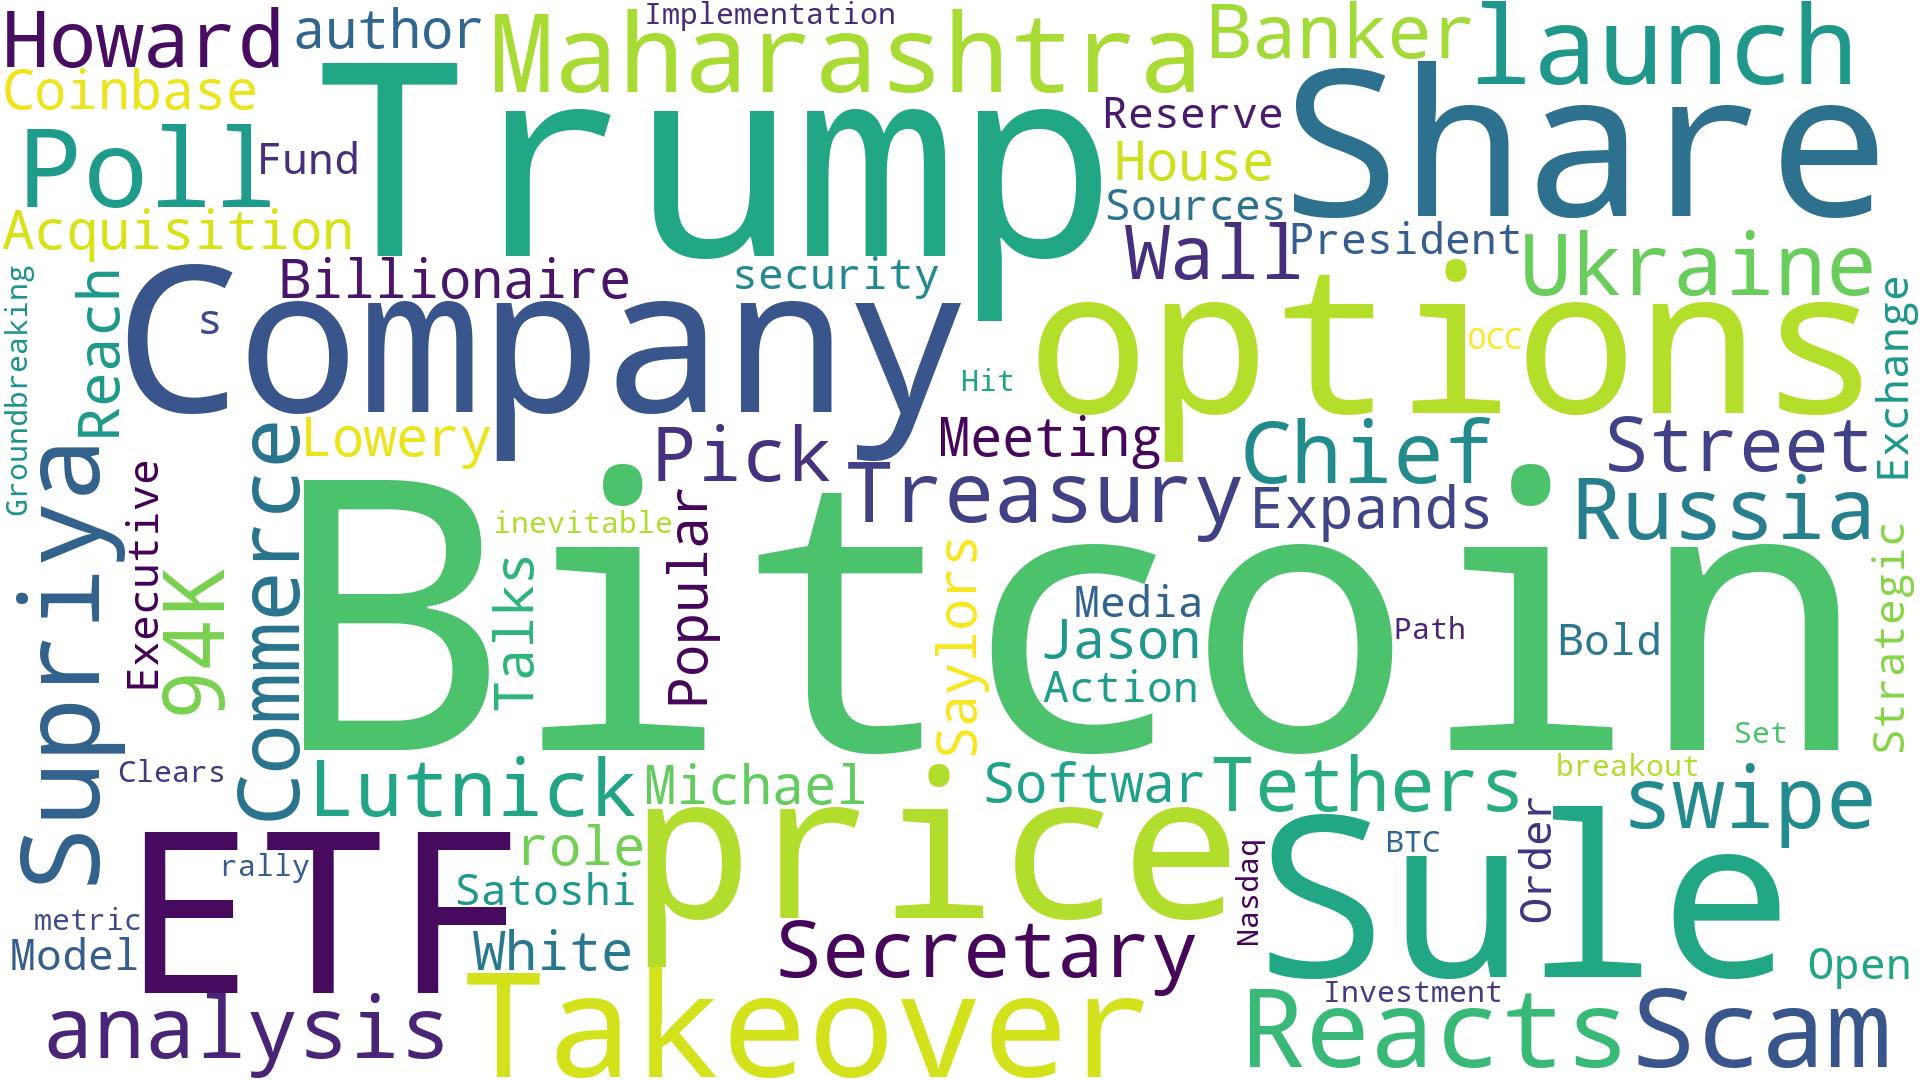 Howard
author
Implementation
Maharashtra
Banker
launch
Coinbase
Trump
Reserve
Share
Poll
Fund
House
Acquisition
Sources
Wall
President
Ukraine
Groundbreaking
Reach
Billionaire
security
Company
s
options
OCC
Exchange
Hit
Supriya
Executive
Commerce
Lowery
Pick
Meeting
Chief
Street
Treasury
Expands
Russia
94K
Bitcoin
inevitable
Talks
Popular
Saylors
Media
Jason
Action
Path
Bold
Strategic
Set
Clears
Lutnick
Michael
Softwar
Tethers
breakout
swipe
ETF
rally
role
price
Satoshi
Nasdaq
Sule
BTC
Order
metric
Model
White
Secretary
Open
analysis
Takeover
Investment
Reacts
Scam